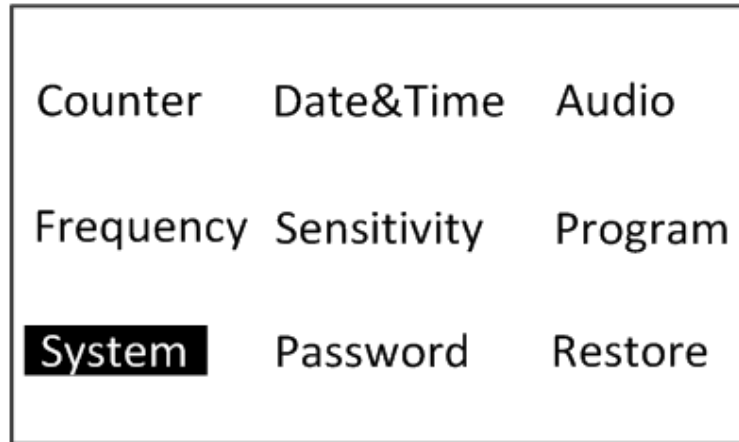 Counter Date&Time Audio
Frequency Sensitivity Program
System Password Restore